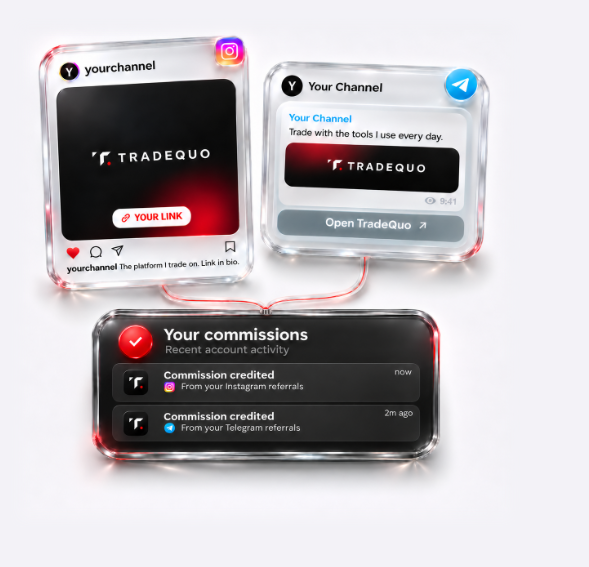 Y yourchannel
TRADEQUO
YOUR LINK
yourchannel The platform I trade on. Link in bio.
Y Your Channel
Your Channel
Trade with the tools I use every day.
TRADEQUO
9:41
Open TradeQuo
Your commissions
Recent account activity
Commission credited
now
From your Instagram referrals
Commission credited
2m ago
From your Telegram referrals